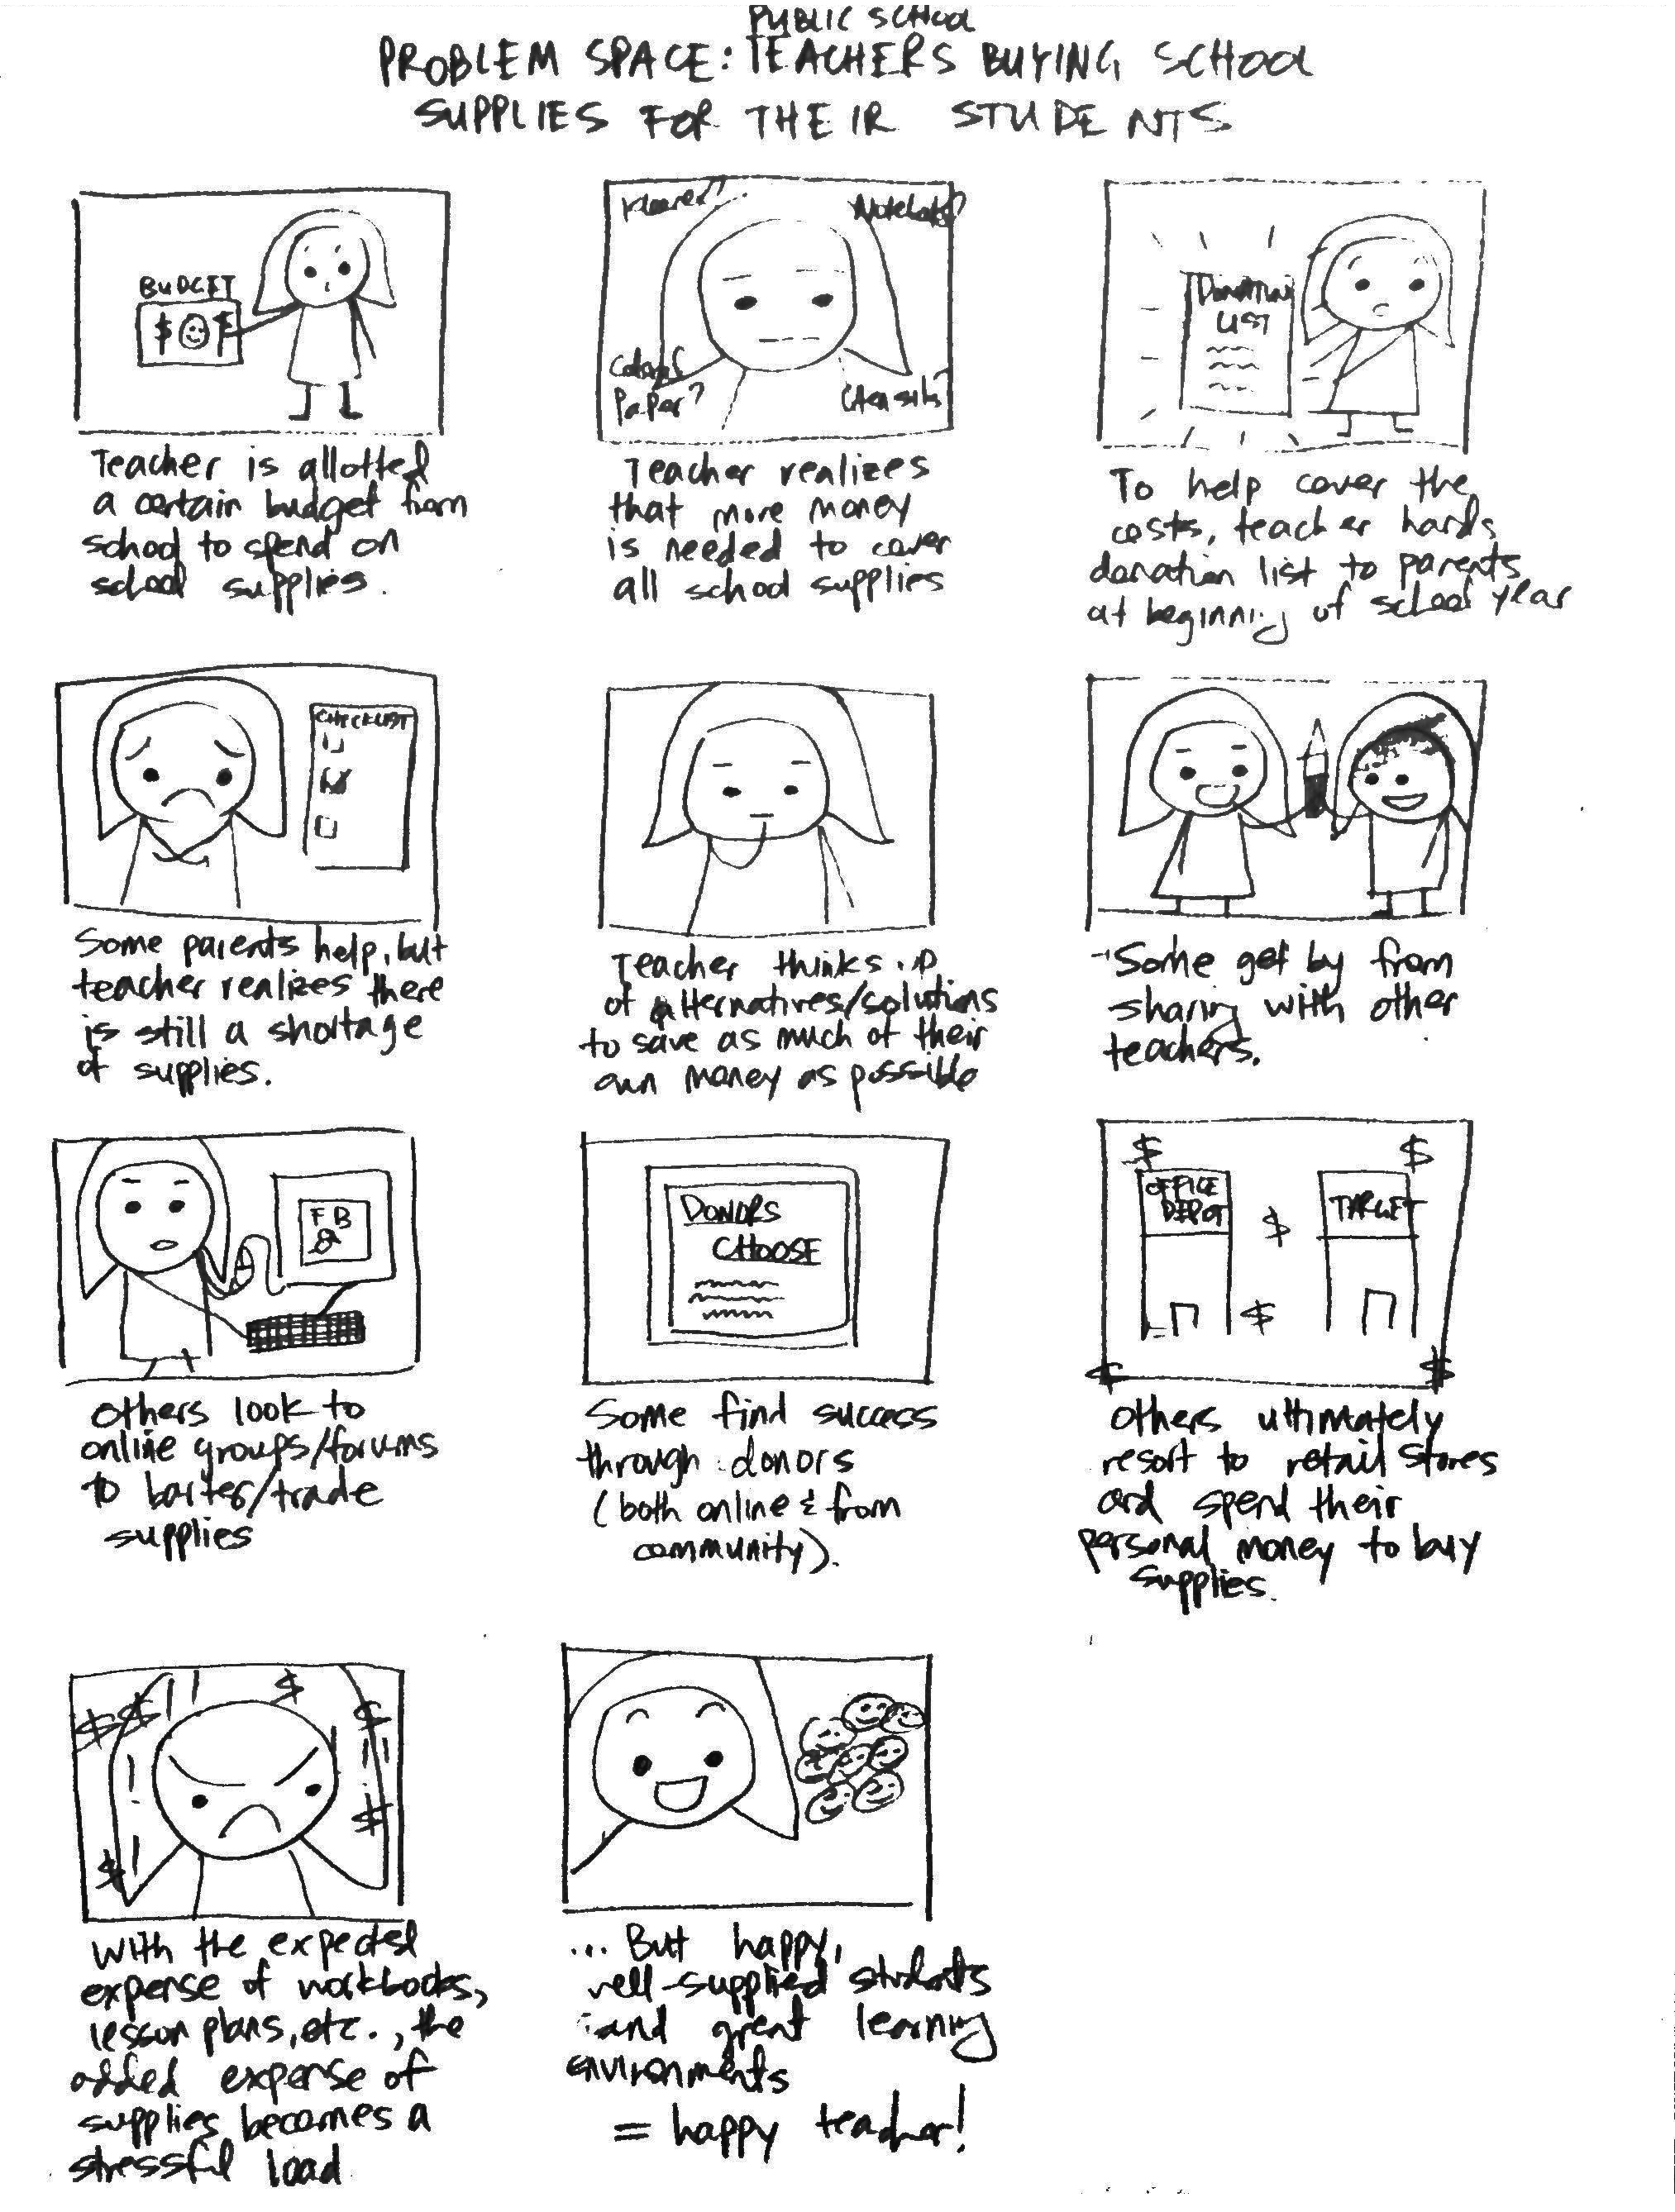 PUBLIC SCHOOL
PROBLEM SPACE: TEACHERS BUYING SCHOOL
SUPPLIES FOR THEIR STUDENTS
BUDGET
$ $
Teacher is allotted
a certain budget from
school to spend on
school supplies.
Kleenex?
Notebooks?
Colored
Paper?
Utensils?
Teacher realizes
that more money
is needed to cover
all school supplies
DONATION
LIST
To help cover the
costs, teacher hands
donation list to parents
at beginning of school year
CHECKLIST
Some parents help, but
teacher realizes there
is still a shortage
of supplies.
Teacher thinks
of alternatives/solutions
to save as much of their
own money as possible
Some get by from
sharing with other
teachers.
FB
Others look to
online groups/forums
to barter/trade
supplies
DONORS
CHOOSE
Some find success
through donors
(both online & from
community).
$ $
OFFICE
DEPOT
TARGET
$
$
$ $
Others ultimately
resort to retail stores
and spend their
personal money to buy
supplies.
$ $ ! ! $ $
! ! !
$
$ !
With the expected
expense of workbooks,
lesson plans, etc., the
added expense of
supplies becomes a
stressful load
... But happy,
well-supplied students
and great learning
environments
= happy teacher!